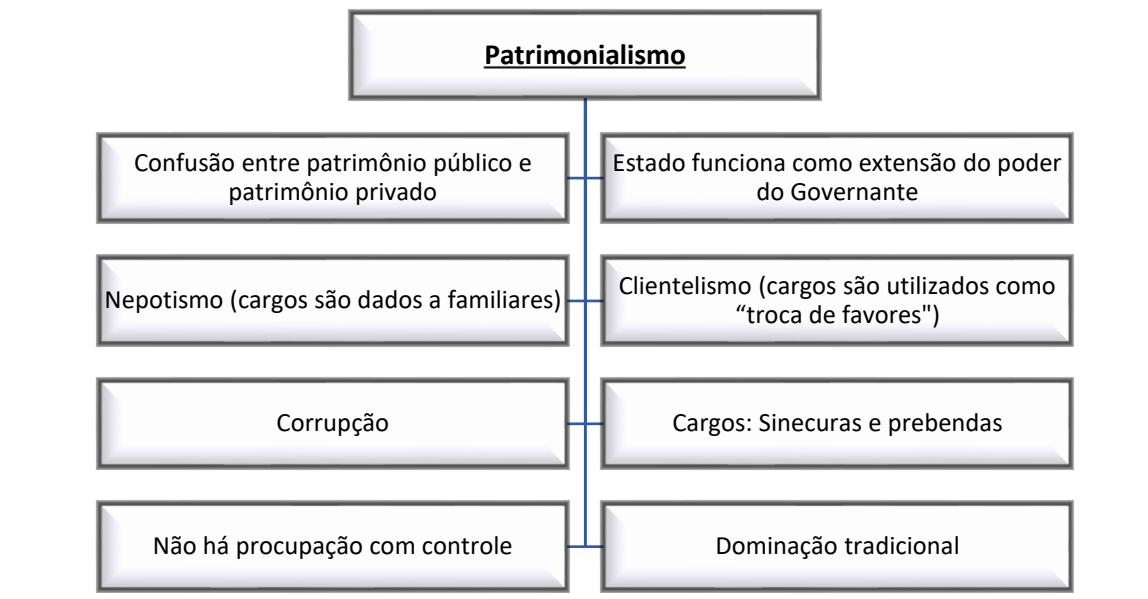 Patrimonialismo
Confusão entre patrimônio público e
patrimônio privado
Estado funciona como extensão do poder
do Governante
Nepotismo (cargos são dados a familiares)
Clientelismo (cargos são utilizados como
“troca de favores")
Corrupção
Cargos: Sinecuras e prebendas
Não há procupação com controle
Dominação tradicional